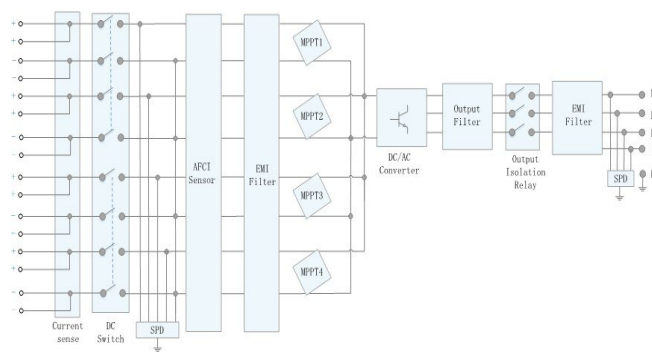 +
+
-
-
+
+
-
-
+
+
-
-
+
+
-
-
Current
sense
DC
Switch
SPD
AFCI
Sensor
EMI
Filter
MPPT1
MPPT2
MPPT3
MPPT4
DC/AC
Converter
Output
Filter
Output
Isolation
Relay
EMI
Filter
SPD